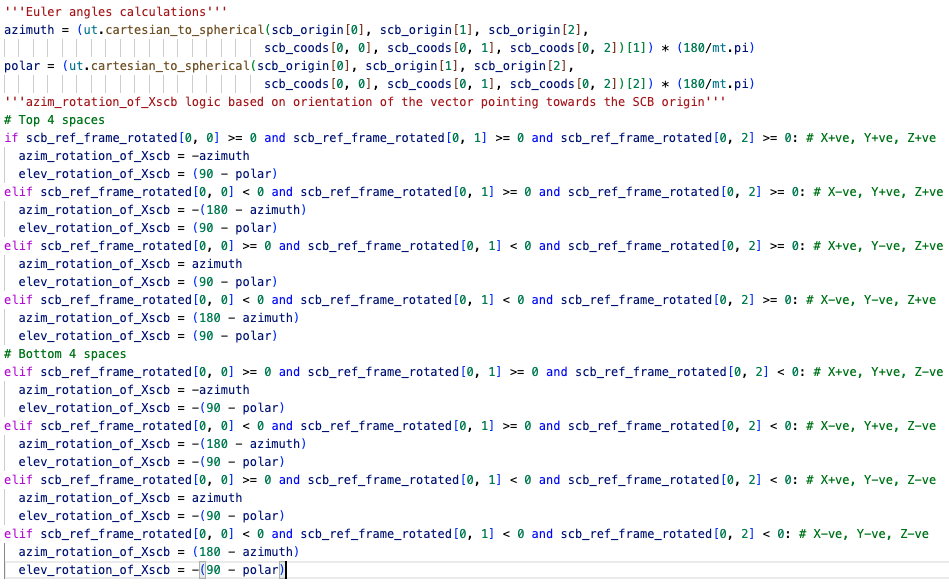 '''Euler angles calculations'''
azimuth = (ut.cartesian_to_spherical(scb_origin[0], scb_origin[1], scb_origin[2],
                                    scb_coods[0, 0], scb_coods[0, 1], scb_coods[0, 2])[1]) * (180/mt.pi)
polar = (ut.cartesian_to_spherical(scb_origin[0], scb_origin[1], scb_origin[2],
                                    scb_coods[0, 0], scb_coods[0, 1], scb_coods[0, 2])[2]) * (180/mt.pi)
'''azim_rotation_of_Xscb logic based on orientation of the vector pointing towards the SCB origin'''
# Top 4 spaces
if scb_ref_frame_rotated[0, 0] >= 0 and scb_ref_frame_rotated[0, 1] >= 0 and scb_ref_frame_rotated[0, 2] >= 0: # X+ve, Y+ve, Z+ve
  azim_rotation_of_Xscb = -azimuth
  elev_rotation_of_Xscb = (90 - polar)
elif scb_ref_frame_rotated[0, 0] < 0 and scb_ref_frame_rotated[0, 1] >= 0 and scb_ref_frame_rotated[0, 2] >= 0: # X-ve, Y+ve, Z+ve
  azim_rotation_of_Xscb = -(180 - azimuth)
  elev_rotation_of_Xscb = (90 - polar)
elif scb_ref_frame_rotated[0, 0] >= 0 and scb_ref_frame_rotated[0, 1] < 0 and scb_ref_frame_rotated[0, 2] >= 0: # X+ve, Y-ve, Z+ve
  azim_rotation_of_Xscb = azimuth
  elev_rotation_of_Xscb = (90 - polar)
elif scb_ref_frame_rotated[0, 0] < 0 and scb_ref_frame_rotated[0, 1] < 0 and scb_ref_frame_rotated[0, 2] >= 0: # X-ve, Y-ve, Z+ve
  azim_rotation_of_Xscb = (180 - azimuth)
  elev_rotation_of_Xscb = (90 - polar)
# Bottom 4 spaces
elif scb_ref_frame_rotated[0, 0] >= 0 and scb_ref_frame_rotated[0, 1] >= 0 and scb_ref_frame_rotated[0, 2] < 0: # X+ve, Y+ve, Z-ve
  azim_rotation_of_Xscb = -azimuth
  elev_rotation_of_Xscb = -(90 - polar)
elif scb_ref_frame_rotated[0, 0] < 0 and scb_ref_frame_rotated[0, 1] >= 0 and scb_ref_frame_rotated[0, 2] < 0: # X-ve, Y+ve, Z-ve
  azim_rotation_of_Xscb = -(180 - azimuth)
  elev_rotation_of_Xscb = -(90 - polar)
elif scb_ref_frame_rotated[0, 0] >= 0 and scb_ref_frame_rotated[0, 1] < 0 and scb_ref_frame_rotated[0, 2] < 0: # X+ve, Y-ve, Z-ve
  azim_rotation_of_Xscb = azimuth
  elev_rotation_of_Xscb = -(90 - polar)
elif scb_ref_frame_rotated[0, 0] < 0 and scb_ref_frame_rotated[0, 1] < 0 and scb_ref_frame_rotated[0, 2] < 0: # X-ve, Y-ve, Z-ve
  azim_rotation_of_Xscb = (180 - azimuth)
  elev_rotation_of_Xscb = -(90 - polar)